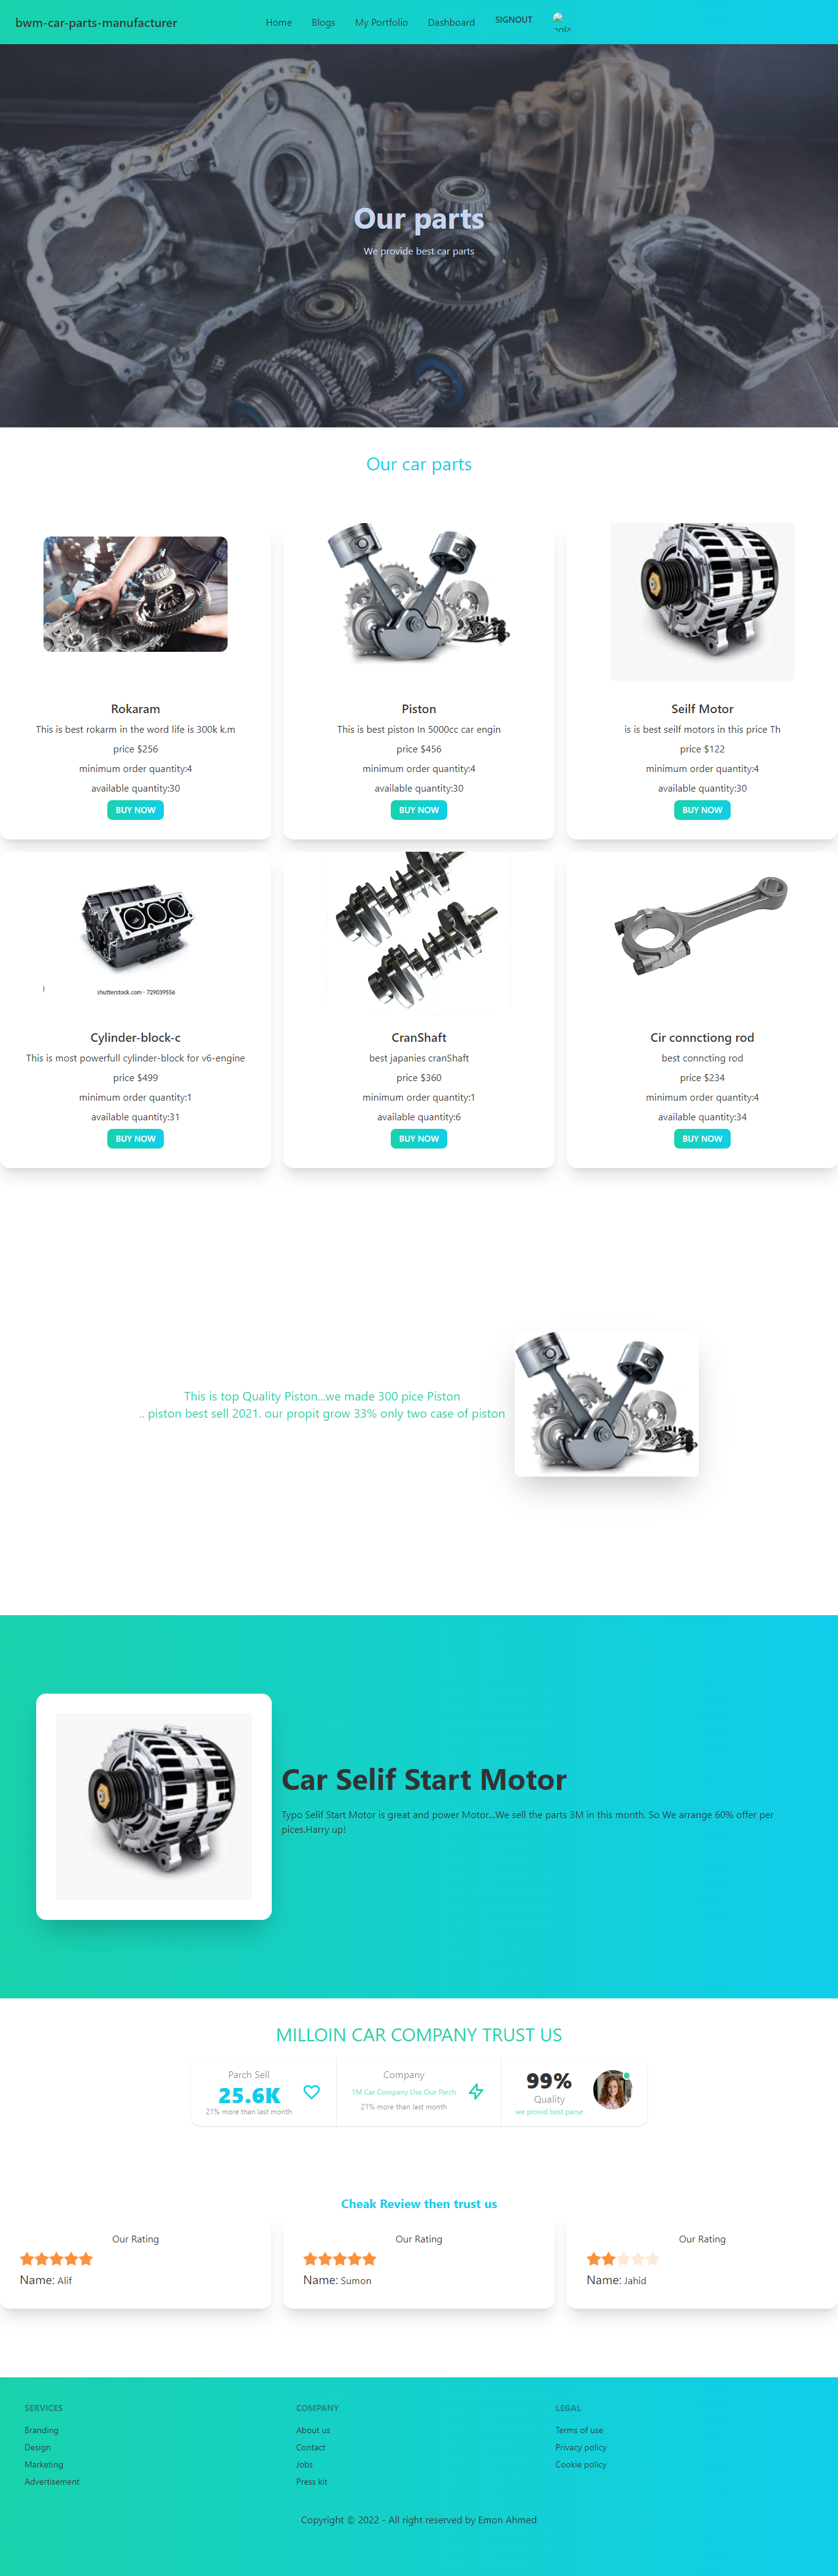 bwm-car-parts-manufacturer
Home
Blogs
My Portfolio
Dashboard
SIGNOUT
Our parts
We provide best car parts
Our car parts
Rokaram
This is best rokarm in the word life is 300k k.m
price $256
minimum order quantity:4
available quantity:30
BUY NOW
Piston
This is best piston In 5000cc car engin
price $456
minimum order quantity:4
available quantity:30
BUY NOW
Seilf Motor
is is best seilf motors in this price Th
price $122
minimum order quantity:4
available quantity:30
BUY NOW
shutterstock.com - 729039556
Cylinder-block-c
This is most powerfull cylinder-block for v6-engine
price $499
minimum order quantity:1
available quantity:31
BUY NOW
CranShaft
best japanies cranShaft
price $360
minimum order quantity:1
available quantity:6
BUY NOW
Cir conncting rod
best conncting rod
price $234
minimum order quantity:4
available quantity:34
BUY NOW
This is top Quality Piston...we made 300 pice Piston
.. piston best sell 2021. our propit grow 33% only two case of piston
Car Selif Start Motor
Typo Selif Start Motor is great and power Motor...We sell the parts 3M in this month. So We arrange 60% offer per
pices.Harry up!
MILLOIN CAR COMPANY TRUST US
Parch Sell
25.6K
21% more than last month
Company
1M Car Company Use Our Parch
21% more than last month
99%
Quality
we provid best parse
Cheak Review then trust us
Our Rating
Name: Alif
Our Rating
Name: Sumon
Our Rating
Name: Jahid
SERVICES
Branding
Design
Marketing
Advertisement
COMPANY
About us
Contact
Jobs
Press kit
LEGAL
Terms of use
Privacy policy
Cookie policy
Copyright © 2022 - All right reserved by Emon Ahmed